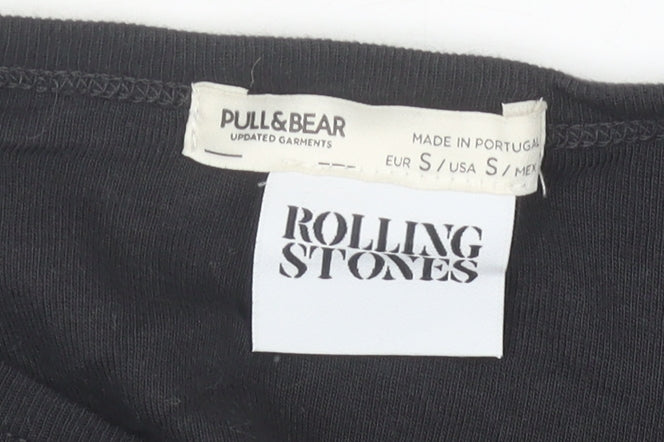 PULL&BEAR
UPDATED GARMENTS
MADE IN PORTUGAL
EUR S / USA S / MEX
ROLLING
STONES